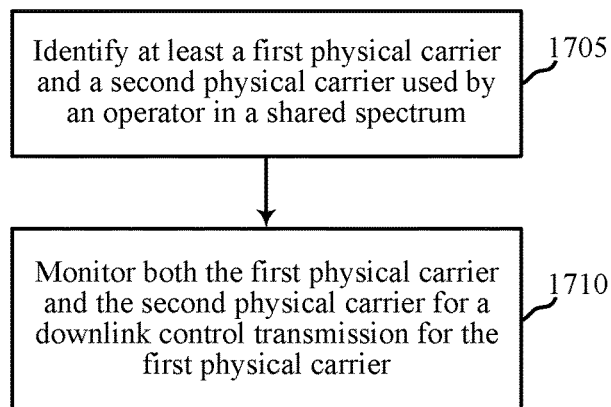 Identify at least a first physical carrier
and a second physical carrier used by
an operator in a shared spectrum
1705
Monitor both the first physical carrier
and the second physical carrier for a
downlink control transmission for the
first physical carrier
1710